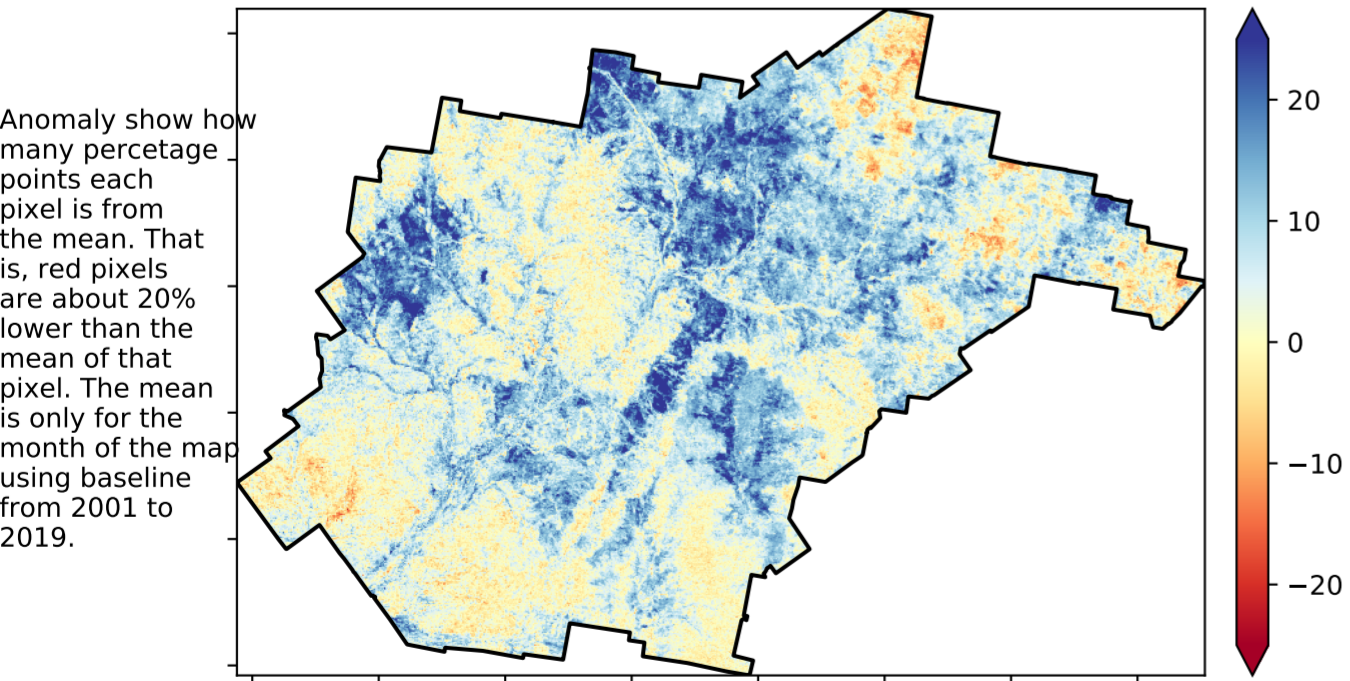 Anomaly show how
many percetage
points each
pixel is from
the mean. That
is, red pixels
are about 20%
lower than the
mean of that
pixel. The mean
is only for the
month of the map
using baseline
from 2001 to
2019.
20
10
0
−10
−20